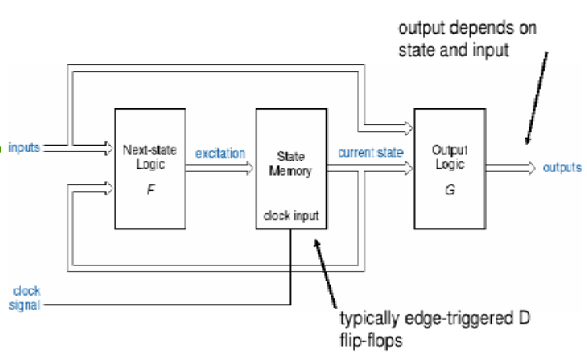 output depends on
state and input
inputs
Next-state
Logic
F
excitation
State
Memory
clock input
current state
Output
Logic
G
outputs
clock
signal
typically edge-triggered D
flip-flops